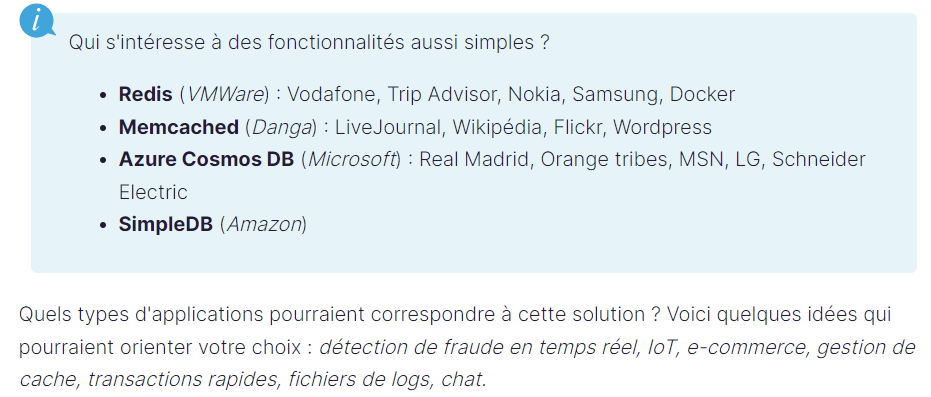 i
Qui s'intéresse à des fonctionnalités aussi simples ?
• Redis (VMWare) : Vodafone, Trip Advisor, Nokia, Samsung, Docker
• Memcached (Danga) : LiveJournal, Wikipédia, Flickr, Wordpress
• Azure Cosmos DB (Microsoft) : Real Madrid, Orange tribes, MSN, LG, Schneider
Electric
• SimpleDB (Amazon)
Quels types d'applications pourraient correspondre à cette solution ? Voici quelques idées qui
pourraient orienter votre choix : détection de fraude en temps réel, IoT, e-commerce, gestion de
cache, transactions rapides, fichiers de logs, chat.